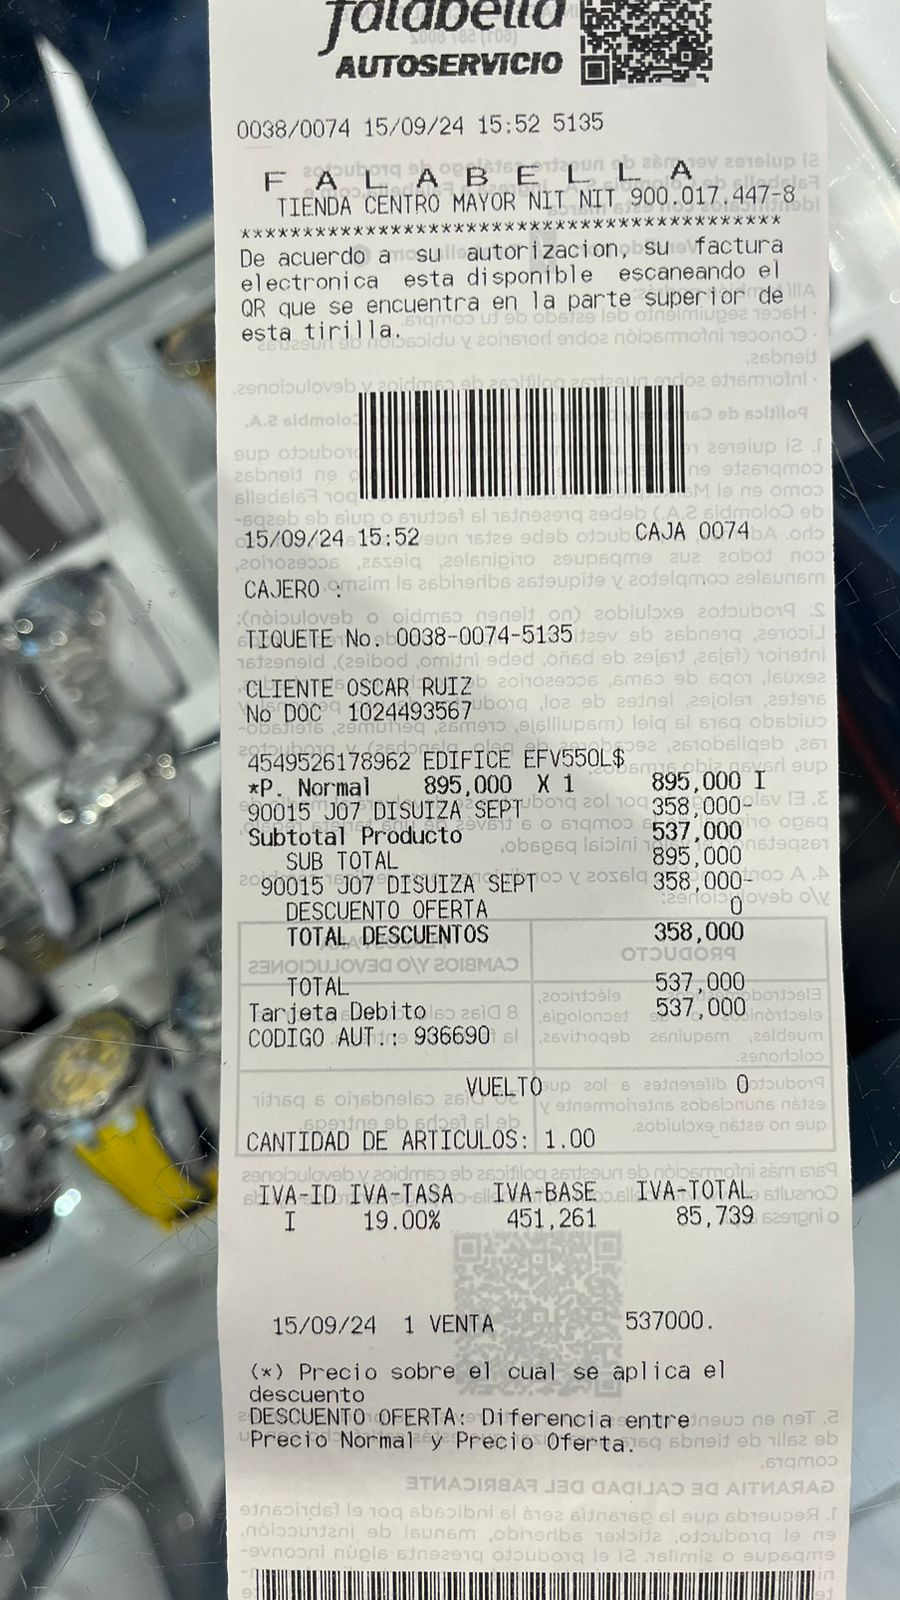 falabella
AUTOSERVICIO
0038/0074 15/09/24 15:52 5135
F A L A B E L L A
TIENDA CENTRO MAYOR NIT NIT 900.017.447-8
******************************************
De acuerdo a su autorizacion, su factura
electronica esta disponible escaneando el
QR que se encuentra en la parte superior de
esta tirilla.
15/09/24 15:52 CAJA 0074
CAJERO :
TIQUETE No. 0038-0074-5135
CLIENTE OSCAR RUIZ
No DOC 1024493567
4549526178962 EDIFICE EFV550L$
*P. Normal 895,000 X 1 895,000 I
90015 J07 DISUIZA SEPT 358,000-
Subtotal Producto 537,000
SUB TOTAL 895,000
90015 J07 DISUIZA SEPT 358,000-
DESCUENTO OFERTA 0
TOTAL DESCUENTOS 358,000
TOTAL 537,000
Tarjeta Debito 537,000
CODIGO AUT.: 936690
VUELTO 0
CANTIDAD DE ARTICULOS: 1.00
IVA-ID IVA-TASA IVA-BASE IVA-TOTAL
I 19.00% 451,261 85,739
15/09/24 1 VENTA 537000.
(*) Precio sobre el cual se aplica el
descuento
DESCUENTO OFERTA: Diferencia entre
Precio Normal y Precio Oferta.